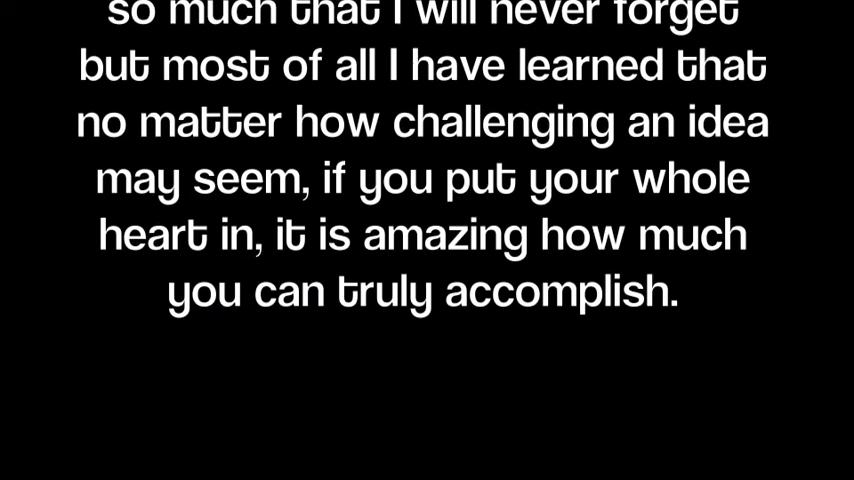 so much that I will never forget
but most of all I have learned that
no matter how challenging an idea
may seem, if you put your whole
heart in, it is amazing how much
you can truly accomplish.